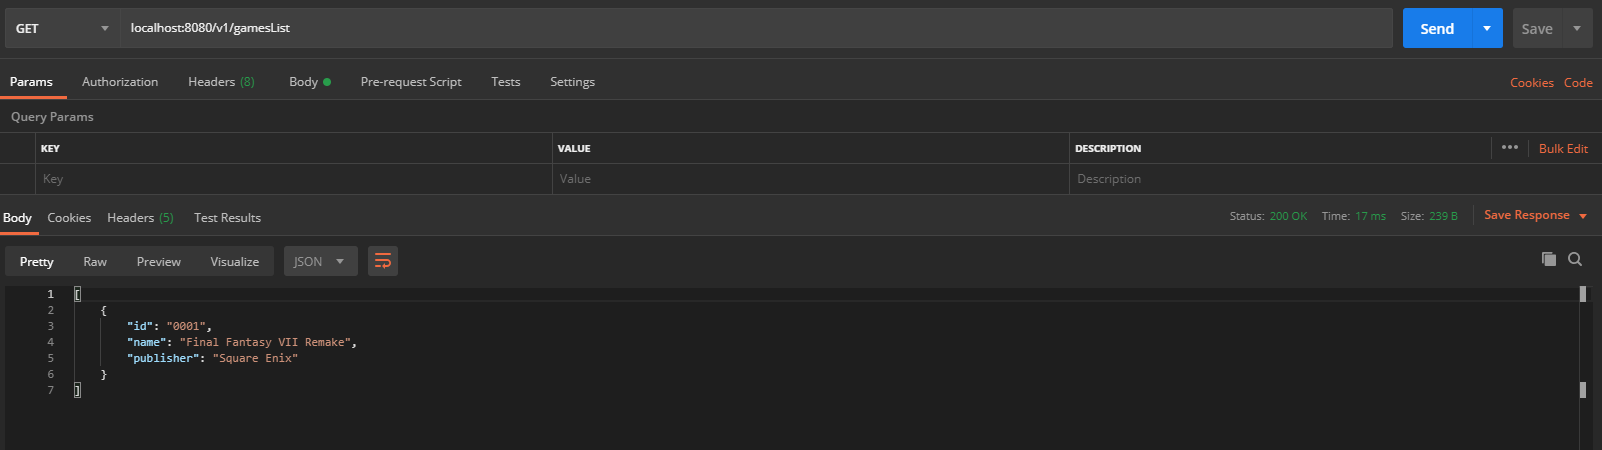 GET localhost:8080/v1/gamesList Send Save
Params Authorization Headers (8) Body Pre-request Script Tests Settings Cookies Code
Query Params
KEY VALUE DESCRIPTION ••• Bulk Edit
Key Value Description
Body Cookies Headers (5) Test Results Status: 200 OK Time: 17 ms Size: 239 B Save Response
Pretty Raw Preview Visualize JSON
1 [
2 {
3 "id": "0001",
4 "name": "Final Fantasy VII Remake",
5 "publisher": "Square Enix"
6 }
7 ]